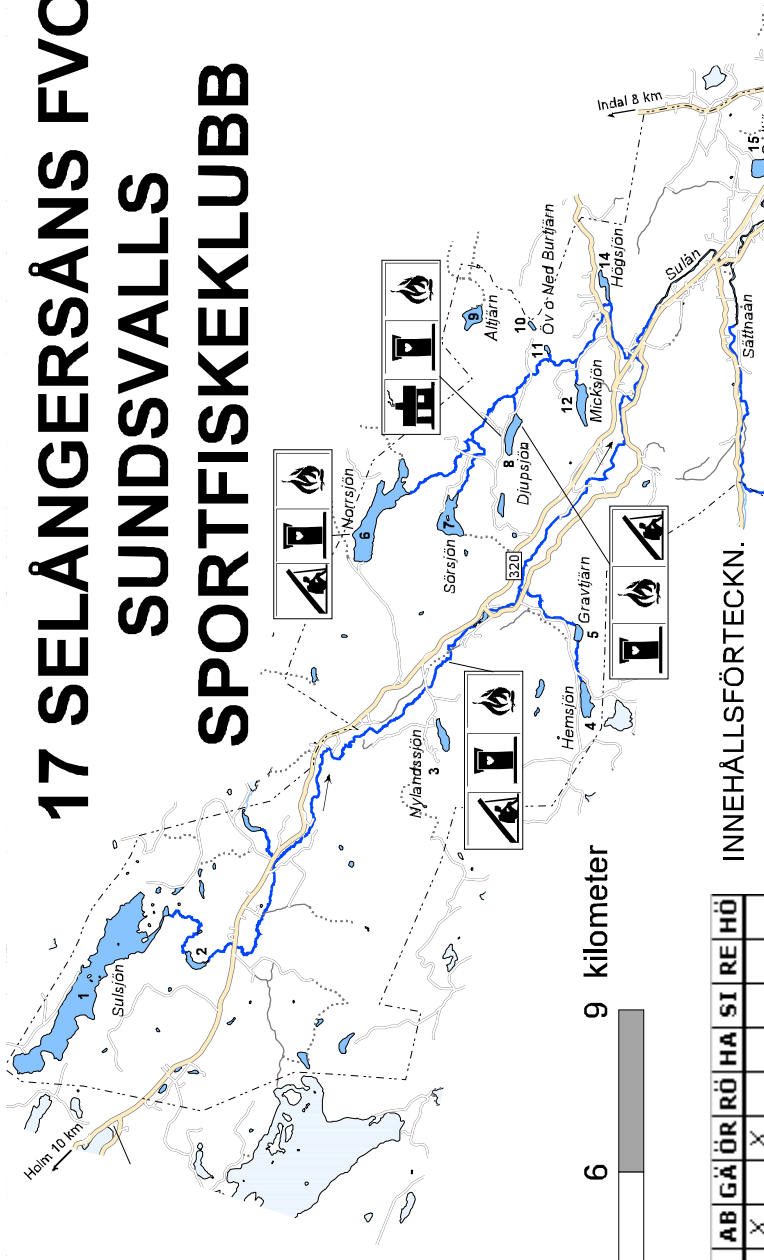 17 SELÅNGERSÅNS FVO
SUNDSVALLS
SPORTFISKEKLUBB
Indal 8 km
15
14
Högsjön
Öv o Ned Burtjärn
10
11
9
Altjärn
12
Micksjön
Sulån
Sätthaån
8
Djupsjön
Norrsjön
6
7
Sörsjön
320
Gravtjärn
5
Hemsjön
4
Nylandssjön
3
2
1
Sulsjön
Holm 10 km
6
9 kilometer
INNEHÅLLSFÖRTECKN.
AB GÄ ÖR RÖ HA SI RE HÖ
X X